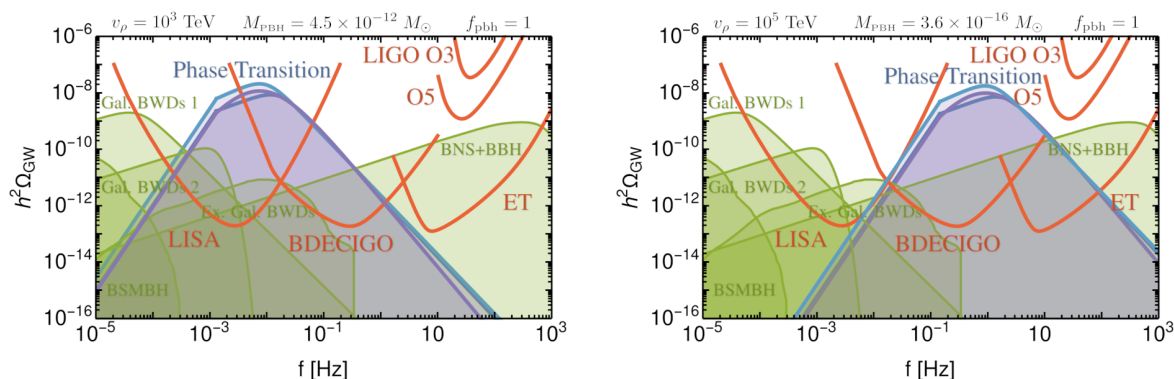 v_ρ = 10^3 TeV M_PBH = 4.5 × 10^-12 M_⊙ f_pbh = 1
10^-6
10^-8
10^-10
10^-12
10^-14
10^-16
h^2 Ω_GW
LIGO O3
Phase Transition
O5
Gal. BWDs 1
BNS+BBH
Gal. BWDs 2
Ex. Gal. BWDs
ET
LISA
BDECIGO
BSMBH
10^-5 10^-3 10^-1 10 10^3
f [Hz]
v_ρ = 10^5 TeV M_PBH = 3.6 × 10^-16 M_⊙ f_pbh = 1
10^-6
10^-8
10^-10
10^-12
10^-14
10^-16
h^2 Ω_GW
LIGO O3
Phase Transition
O5
Gal. BWDs 1
BNS+BBH
Gal. BWDs 2
Ex. Gal. BWDs
ET
LISA
BDECIGO
BSMBH
10^-5 10^-3 10^-1 10 10^3
f [Hz]